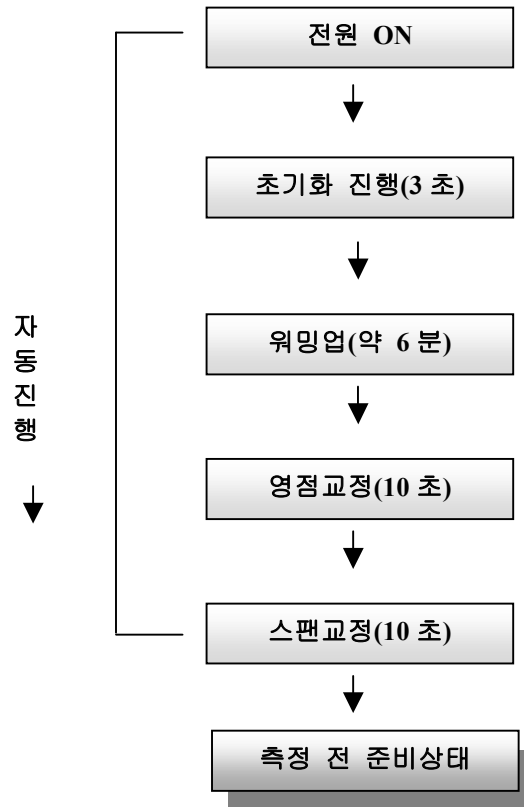 전원 ON
초기화 진행(3 초)
워밍업(약 6 분)
자
동
진
행
영점교정(10 초)
스팬교정(10 초)
측정 전 준비상태